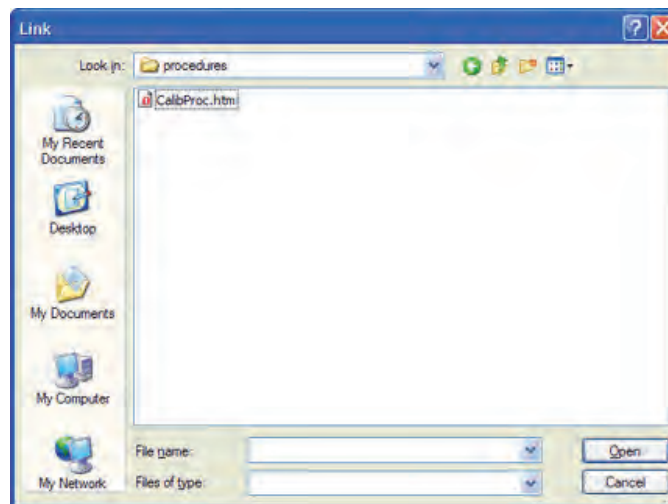 Link
Look in: procedures
CalibProc.htm
My Recent
Documents
Desktop
My Documents
My Computer
My Network
File name:
Open
Files of type:
Cancel